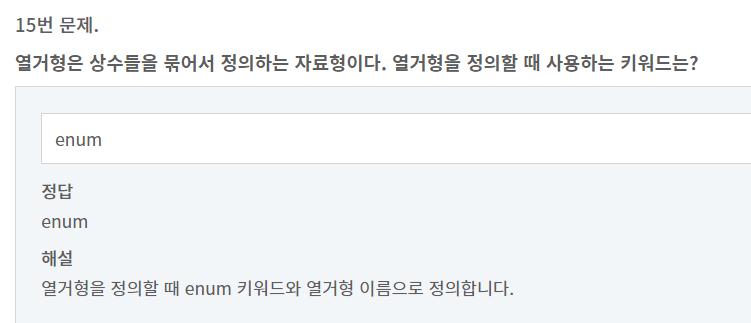 15번 문제.
열거형은 상수들을 묶어서 정의하는 자료형이다. 열거형을 정의할 때 사용하는 키워드는?
enum
정답
enum
해설
열거형을 정의할 때 enum 키워드와 열거형 이름으로 정의합니다.